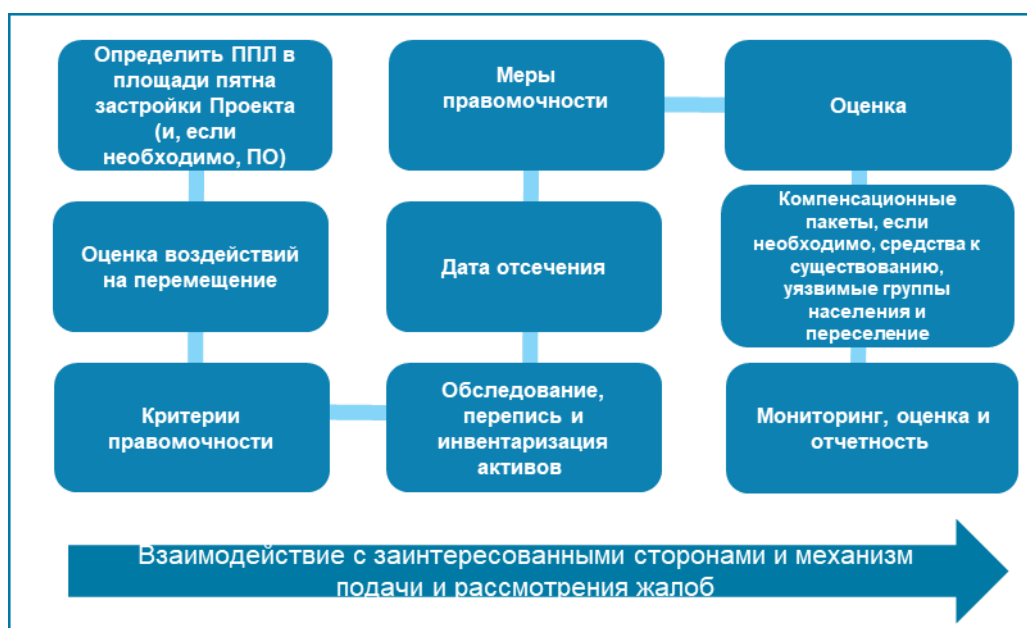 Определить ППЛ в
площади пятна
застройки Проекта
(и, если
необходимо, ПО)
Оценка воздействий
на перемещение
Критерии
правомочности
Обследование,
перепись и
инвентаризация
активов
Дата отсечения
Меры
правомочности
Оценка
Компенсационные
пакеты, если
необходимо, средства к
существованию,
уязвимые группы
населения и
переселение
Мониторинг, оценка и
отчетность
Взаимодействие с заинтересованными сторонами и механизм
подачи и рассмотрения жалоб